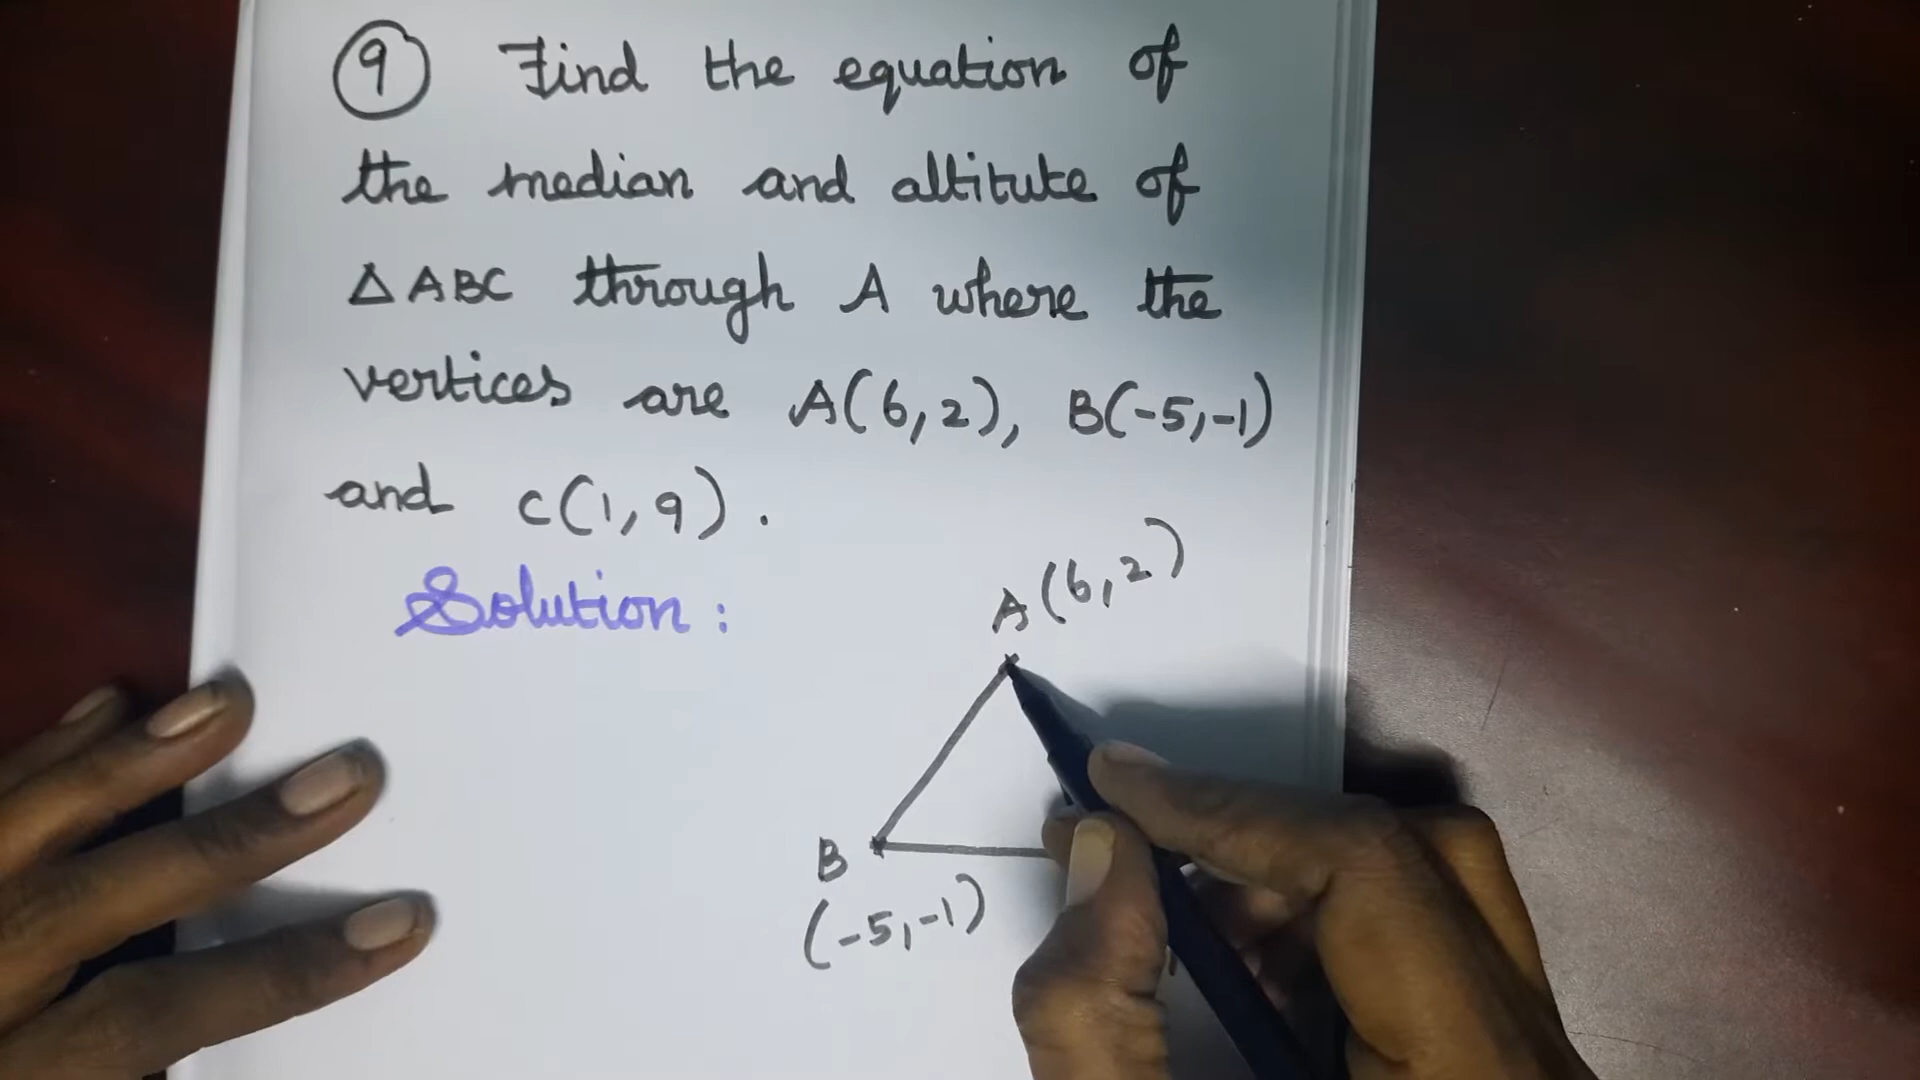 9 Find the equation of
the median and altitute of
△ABC through A where the
vertices are A(6,2), B(-5,-1)
and C(1,9).
Solution:
A(6,2)
B
(-5,-1)